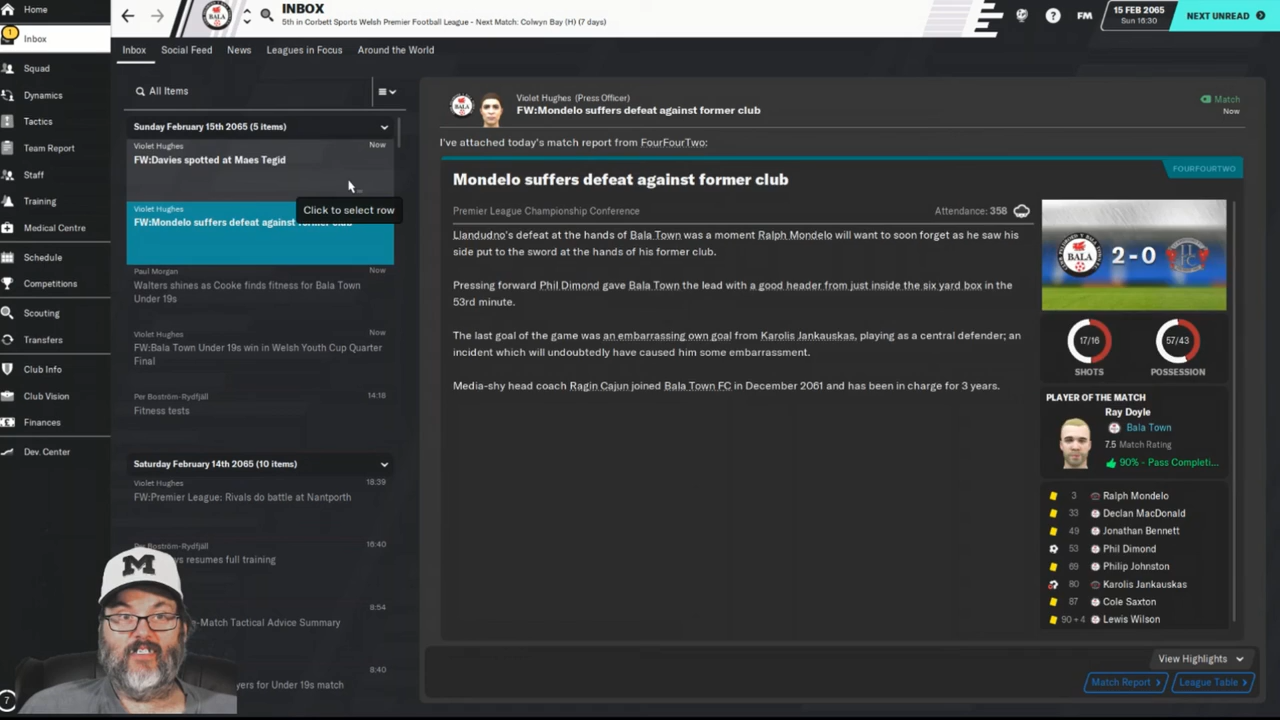 Home
Inbox
Squad
Dynamics
Tactics
Team Report
Staff
Training
Medical Centre
Schedule
Competitions
Scouting
Transfers
Club Info
Club Vision
Finances
Dev. Center
INBOX
5th in Corbett Sports Welsh Premier Football League - Next Match: Colwyn Bay (H) (7 days)
FM
15 FEB 2065
Sun 16:30
NEXT UNREAD
Inbox
Social Feed
News
Leagues in Focus
Around the World
All Items
Sunday February 15th 2065 (5 items)
Violet Hughes
Now
FW:Davies spotted at Maes Tegid
Click to select row
Violet Hughes
FW:Mondelo suffers defeat against former club
Paul Morgan
Now
Walters shines as Cooke finds fitness for Bala Town
Under 19s
Violet Hughes
Now
FW:Bala Town Under 19s win in Welsh Youth Cup Quarter
Final
Per Boström-Rydfjäll
14:18
Fitness tests
Saturday February 14th 2065 (10 items)
Violet Hughes
18:39
FW:Premier League: Rivals do battle at Nantporth
Boström-Rydfjäll
16:40
resumes full training
8:54
-Match Tactical Advice Summary
8:40
yers for Under 19s match
M
7
BALA
Violet Hughes (Press Officer)
FW:Mondelo suffers defeat against former club
Match
Now
I've attached today's match report from FourFourTwo:
FOURFOURTWO
Mondelo suffers defeat against former club
Premier League Championship Conference
Attendance: 358
Llandudno's defeat at the hands of Bala Town was a moment Ralph Mondelo will want to soon forget as he saw his
side put to the sword at the hands of his former club.
Pressing forward Phil Dimond gave Bala Town the lead with a good header from just inside the six yard box in the
53rd minute.
The last goal of the game was an embarrassing own goal from Karolis Jankauskas, playing as a central defender; an
incident which will undoubtedly have caused him some embarrassment.
Media-shy head coach Ragin Cajun joined Bala Town FC in December 2061 and has been in charge for 3 years.
BALA
2-0
17/16
SHOTS
57/43
POSSESSION
PLAYER OF THE MATCH
Ray Doyle
Bala Town
7.5 Match Rating
90% - Pass Completi...
3 Ralph Mondelo
33 Declan MacDonald
49 Jonathan Bennett
53 Phil Dimond
69 Philip Johnston
80 Karolis Jankauskas
87 Cole Saxton
90 + 4 Lewis Wilson
View Highlights
Match Report
League Table